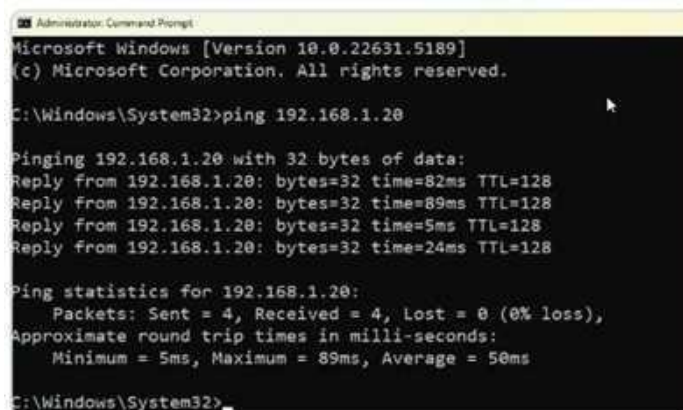 Administrator: Command Prompt
Microsoft Windows [Version 10.0.22631.5189]
(c) Microsoft Corporation. All rights reserved.
C:\Windows\System32>ping 192.168.1.20
Pinging 192.168.1.20 with 32 bytes of data:
Reply from 192.168.1.20: bytes=32 time=82ms TTL=128
Reply from 192.168.1.20: bytes=32 time=89ms TTL=128
Reply from 192.168.1.20: bytes=32 time=5ms TTL=128
Reply from 192.168.1.20: bytes=32 time=24ms TTL=128
Ping statistics for 192.168.1.20:
Packets: Sent = 4, Received = 4, Lost = 0 (0% loss),
Approximate round trip times in milli-seconds:
Minimum = 5ms, Maximum = 89ms, Average = 50ms
C:\Windows\System32>_